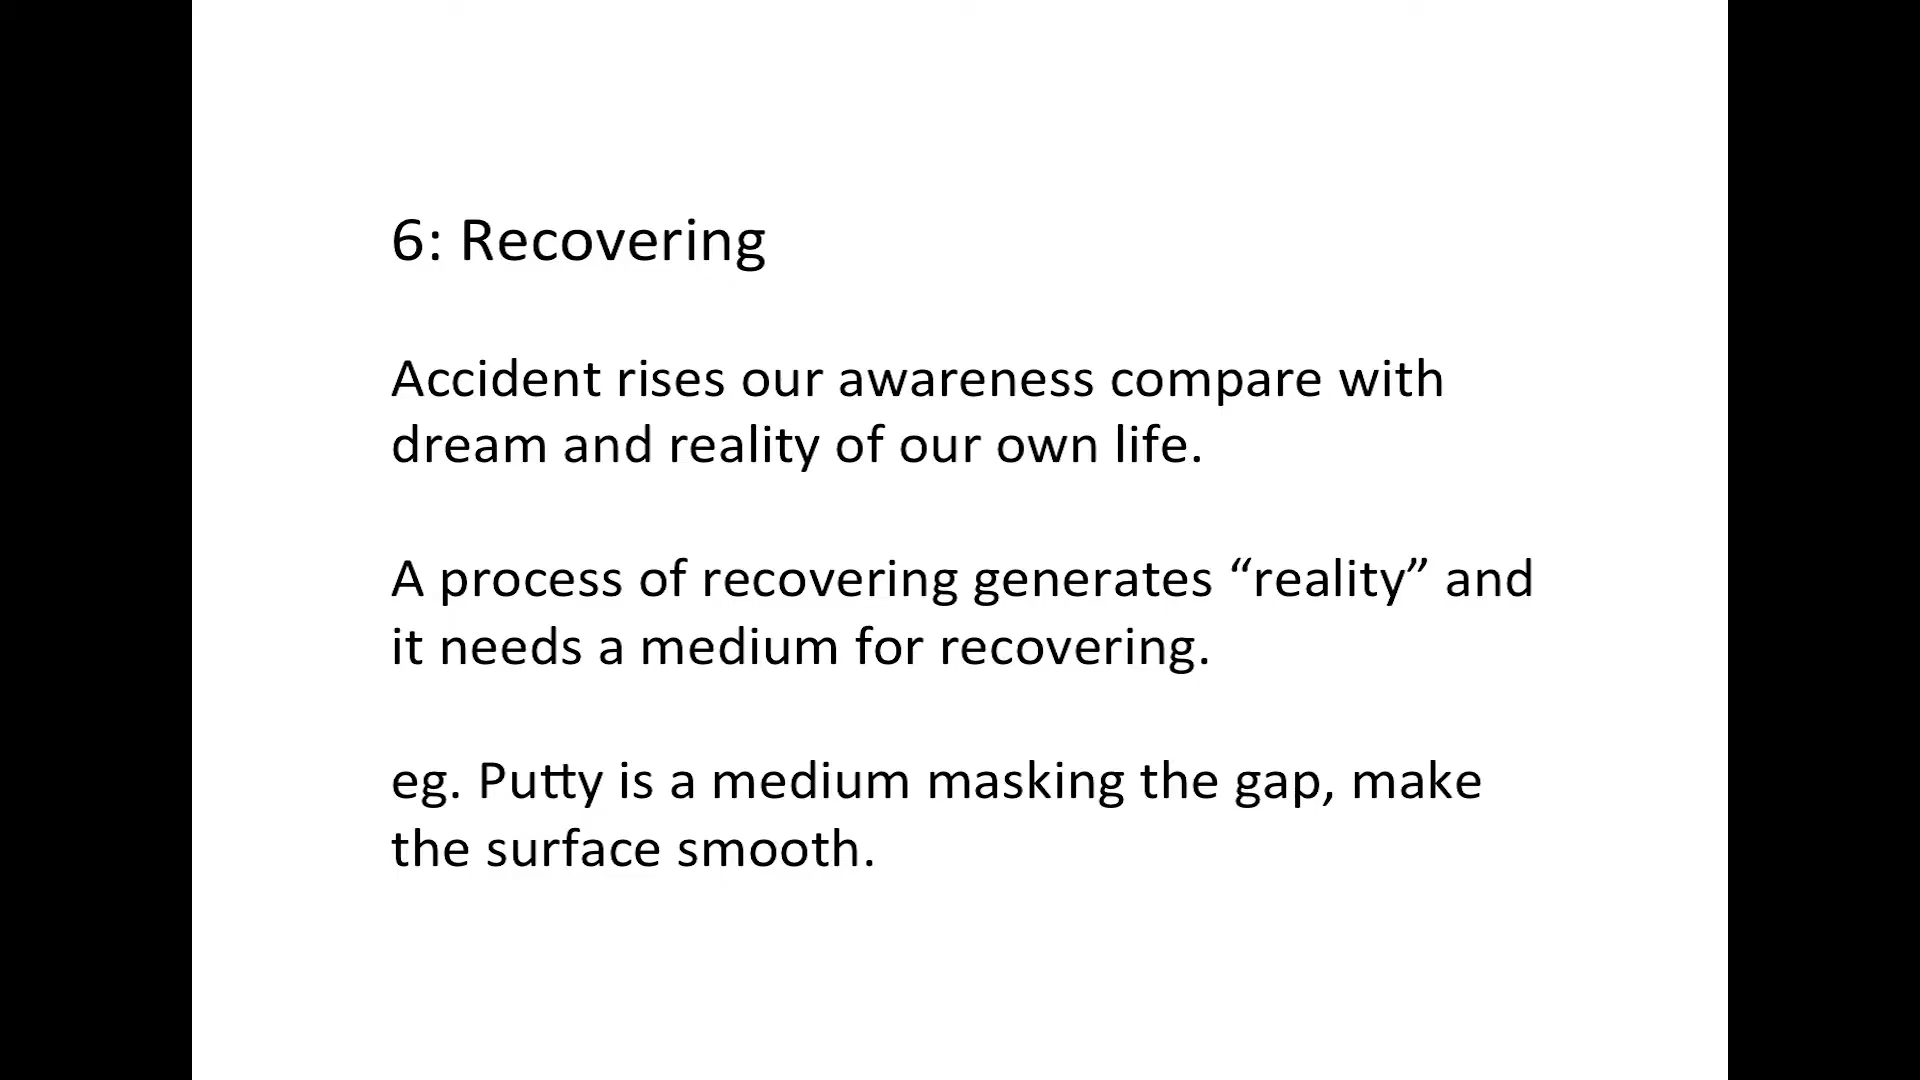 6: Recovering
Accident rises our awareness compare with
dream and reality of our own life.
A process of recovering generates “reality” and
it needs a medium for recovering.
eg. Putty is a medium masking the gap, make
the surface smooth.